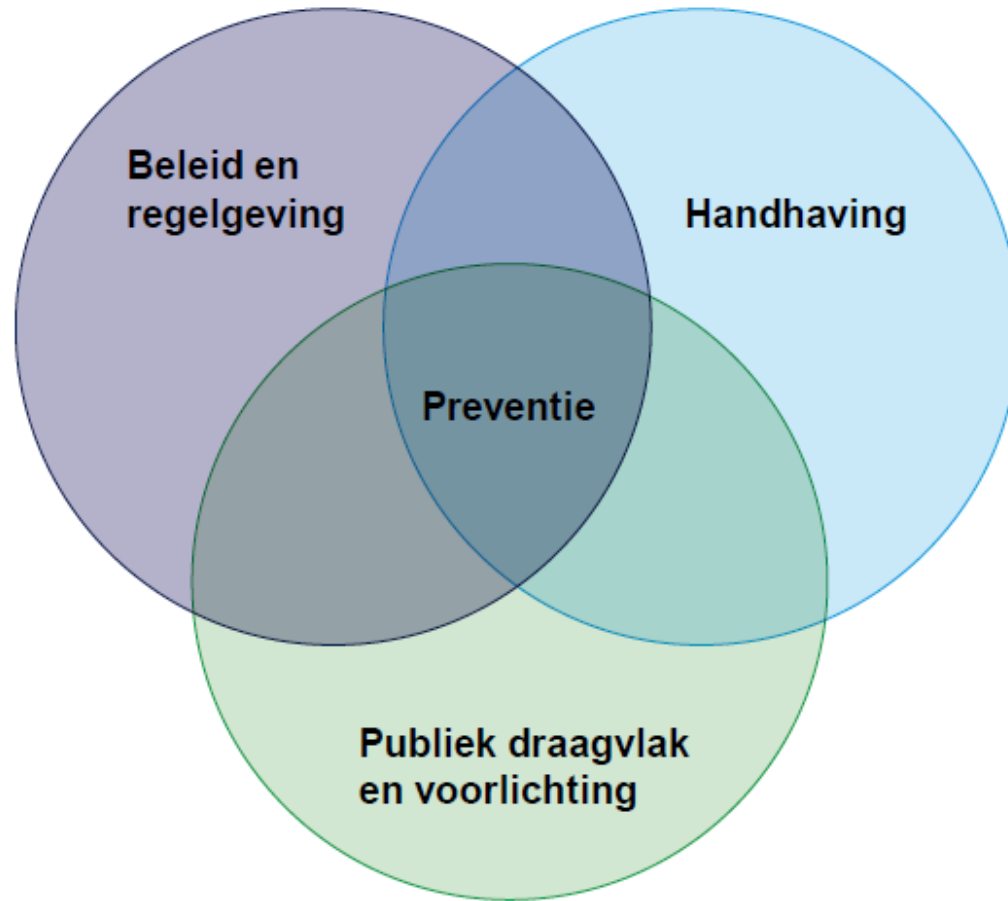 Beleid en
regelgeving
Handhaving
Preventie
Publiek draagvlak
en voorlichting